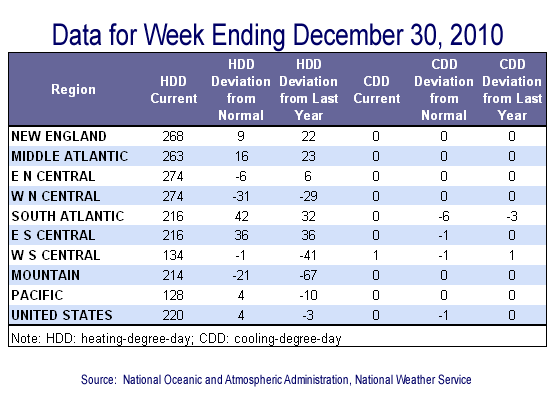 Data for Week Ending December 30, 2010
Region HDD Current HDD Deviation from Normal HDD Deviation from Last Year CDD Current CDD Deviation from Normal CDD Deviation from Last Year
NEW ENGLAND 268 9 22 0 0 0
MIDDLE ATLANTIC 263 16 23 0 0 0
E N CENTRAL 274 -6 6 0 0 0
W N CENTRAL 274 -31 -29 0 0 0
SOUTH ATLANTIC 216 42 32 0 -6 -3
E S CENTRAL 216 36 36 0 -1 0
W S CENTRAL 134 -1 -41 1 -1 1
MOUNTAIN 214 -21 -67 0 0 0
PACIFIC 128 4 -10 0 0 0
UNITED STATES 220 4 -3 0 -1 0
Note: HDD: heating-degree-day; CDD: cooling-degree-day
Source: National Oceanic and Atmospheric Administration, National Weather Service